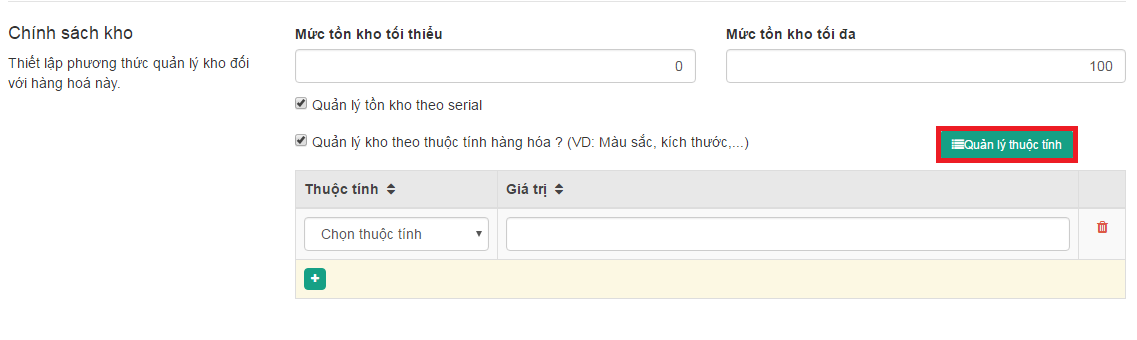 Chính sách kho
Thiết lập phương thức quản lý kho đối
với hàng hoá này.
Mức tồn kho tối thiểu
Mức tồn kho tối đa
0
100
Quản lý tồn kho theo serial
Quản lý kho theo thuộc tính hàng hóa ? (VD: Màu sắc, kích thước,...)
Quản lý thuộc tính
Thuộc tính
Giá trị
Chọn thuộc tính